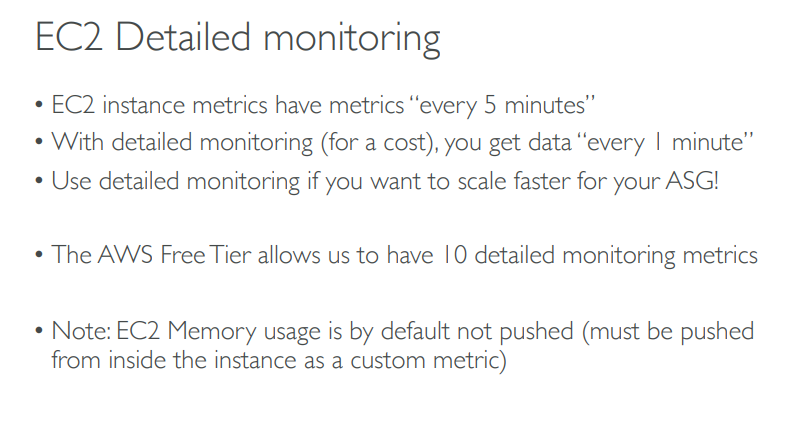 EC2 Detailed monitoring
• EC2 instance metrics have metrics “every 5 minutes”
• With detailed monitoring (for a cost), you get data “every 1 minute”
• Use detailed monitoring if you want to scale faster for your ASG!
• The AWS Free Tier allows us to have 10 detailed monitoring metrics
• Note: EC2 Memory usage is by default not pushed (must be pushed
from inside the instance as a custom metric)